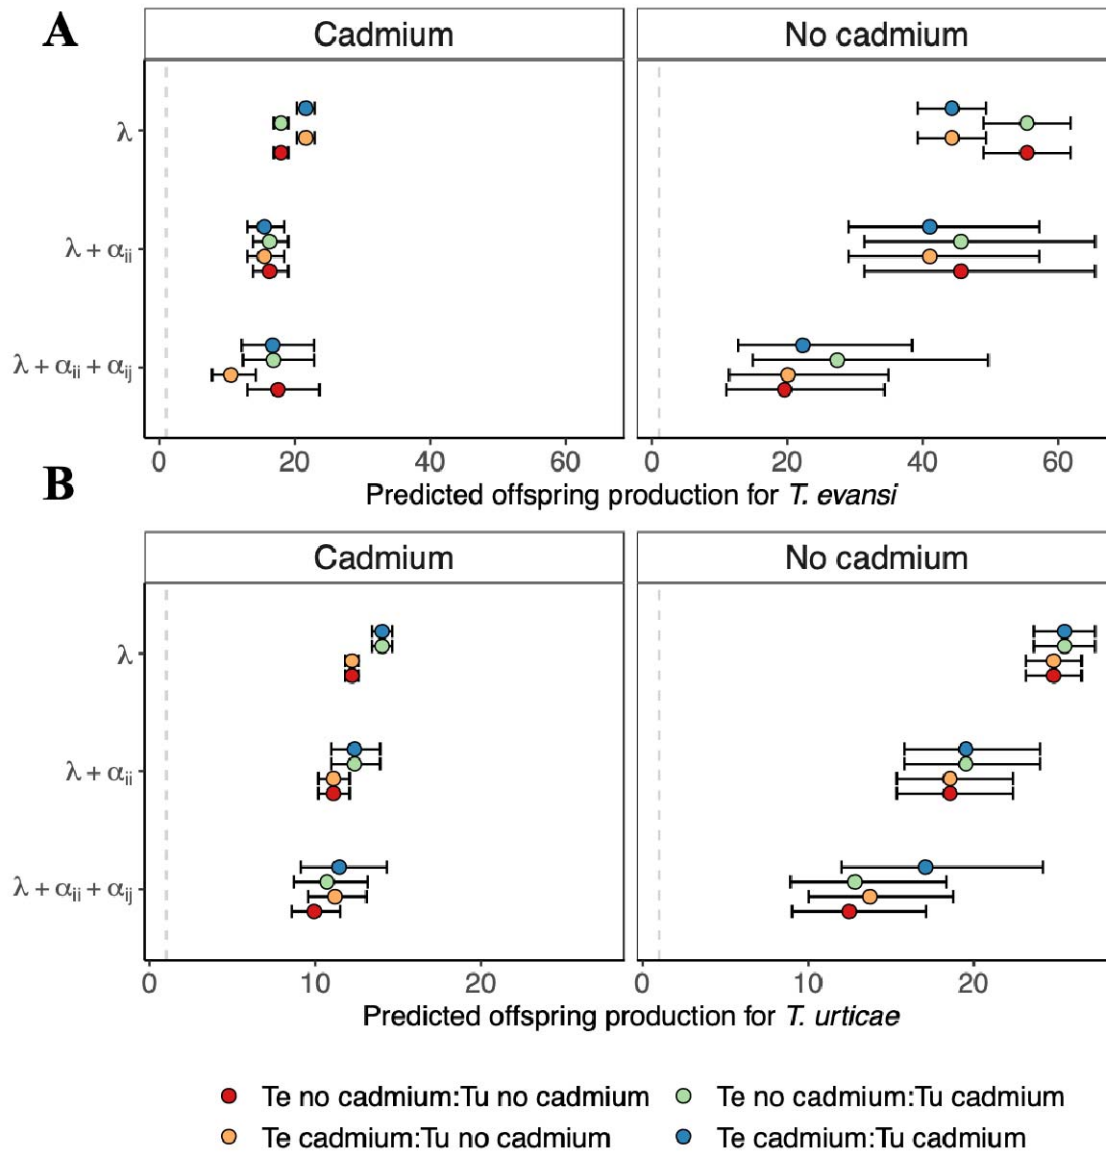 A
Cadmium No cadmium
λ
λ + αii
λ + αii + αij
0 20 40 60 0 20 40 60
Predicted offspring production for T. evansi
B
Cadmium No cadmium
λ
λ + αii
λ + αii + αij
0 10 20 0 10 20
Predicted offspring production for T. urticae
Te no cadmium:Tu no cadmium Te no cadmium:Tu cadmium
Te cadmium:Tu no cadmium Te cadmium:Tu cadmium